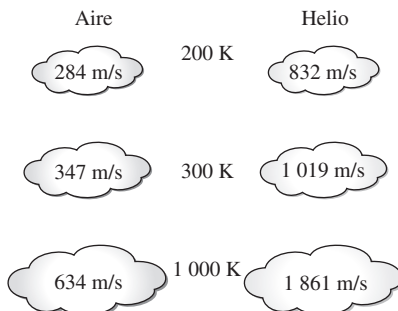 Aire Helio
200 K
284 m/s 832 m/s
347 m/s 300 K 1 019 m/s
1 000 K
634 m/s 1 861 m/s